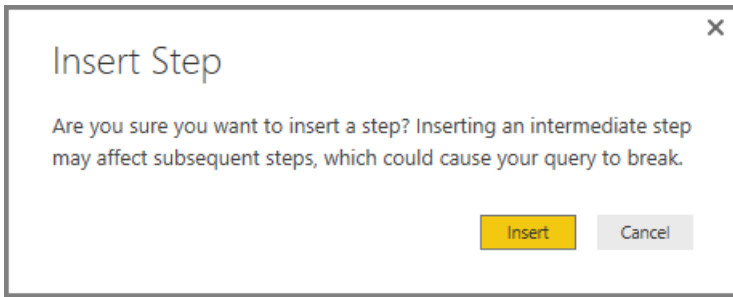 Insert Step
Are you sure you want to insert a step? Inserting an intermediate step
may affect subsequent steps, which could cause your query to break.
Insert
Cancel